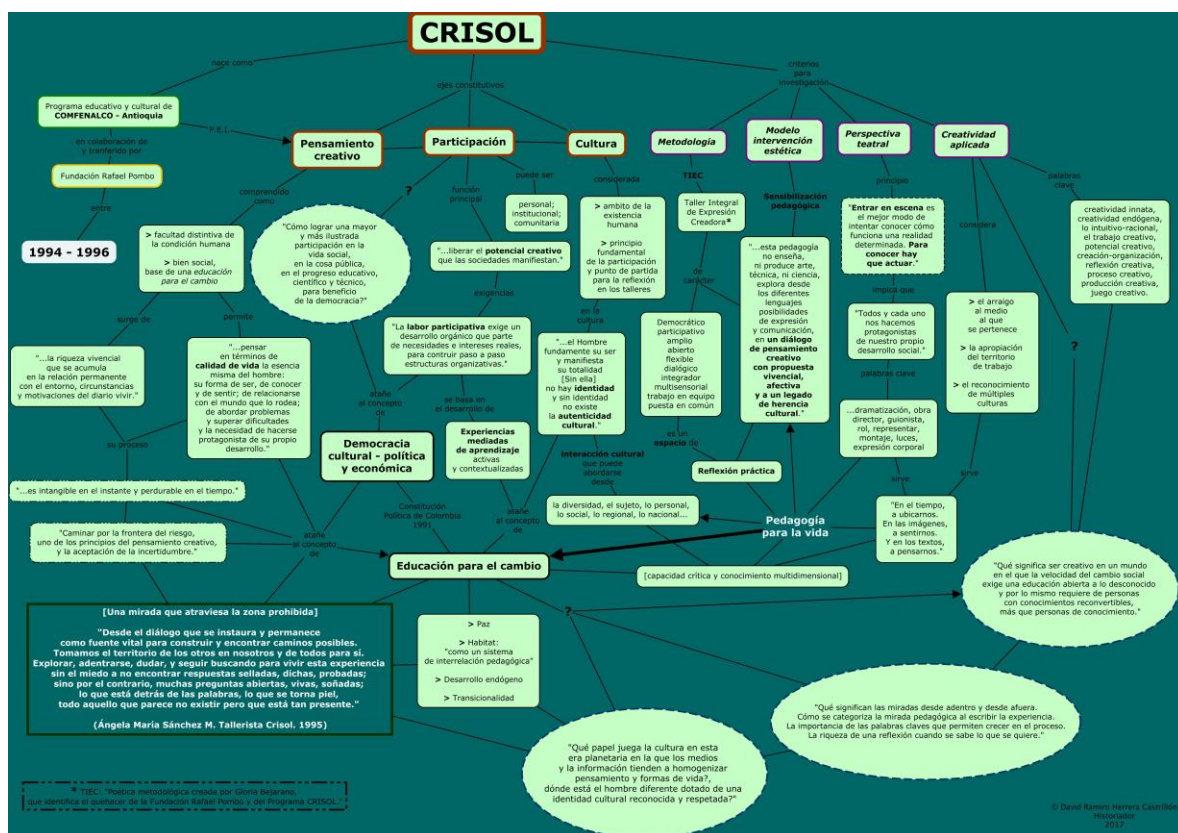 CRISOL
nace como
ejes constitutivos
criterios
para
investigación
Programa educativo y cultural de
COMFENALCO - Antioquia
P.E.I.
en colaboración de
y tranferido por
Fundación Rafael Pombo
entre
1994 - 1996
Pensamiento
creativo
Participación
Cultura
Metodología
Modelo
intervención
estética
Perspectiva
teatral
Creatividad
aplicada
comprendido
como
> facultad distintiva de
la condición humana
> bien social,
base de una educación
para el cambio
surge de
permite
"...la riqueza vivencial
que se acumula
en la relación permanente
con el entorno, circunstancias
y motivaciones del diario vivir."
"...pensar
en términos de
calidad de vida la esencia
misma del hombre:
su forma de ser, de conocer
y de sentir; de relacionarse
con el mundo que lo rodea;
de abordar problemas
y superar dificultades
y la necesidad de hacerse
protagonista de su propio
desarrollo."
su proceso
"...es intangible en el instante y perdurable en el tiempo."
"Caminar por la frontera del riesgo,
uno de los principios del pensamiento creativo,
y la aceptación de la incertidumbre."
atañe
al concepto
de
?
"Cómo lograr una mayor
y más ilustrada
participación en la
vida social,
en la cosa pública,
en el progreso educativo,
científico y técnico,
para beneficio
de la democracia?"
función
principal
puede ser
personal;
institucional;
comunitaria
"...liberar el potencial creativo
que las sociedades manifiestan."
exigencias
"La labor participativa exige un
desarrollo orgánico que parte
de necesidades e intereses reales,
para contruir paso a paso
estructuras organizativas."
atañe
al concepto
de
se basa en
el desarrollo de
Democracia
cultural - política
y económica
Experiencias
mediadas
de aprendizaje
activas
y contextualizadas
Constitución
Política de Colombia
1991
atañe
al concepto
de
considerada
> ambito de la
existencia
humana
> principio
fundamental
de la participación
y punto de partida
para la reflexión
en los talleres
en la
cultura
"...el Hombre
fundamente su ser
y manifiesta
su totalidad
[Sin ella]
no hay identidad
y sin identidad
no existe
la autenticidad
cultural."
Interacción cultural
que puede
abordarse
desde
la diversidad, el sujeto, lo personal,
lo social, lo regional, lo nacional...
TIEC
Taller Integral
de Expresión
Creadora*
de
carácter
Democrático
participativo
amplio
abierto
flexible
dialógico
integrador
multisensorial
trabajo en equipo
puesta en común
es un
espacio de
Reflexión práctica
Sensibilización
pedagógica
"...esta pedagogía
no enseña,
ni produce arte,
técnica, ni ciencia,
explora desde
los diferentes
lenguajes
posibilidades
de expresión
y comunicación,
en un diálogo
de pensamiento
creativo
con propuesta
vivencial,
afectiva
y a un legado
de herencia
cultural."
principio
"Entrar en escena es
el mejor modo de
intentar conocer cómo
funciona una realidad
determinada. Para
conocer hay
que actuar."
implica que
"Todos y cada uno
nos hacemos
protagonistas
de nuestro propio
desarrollo social."
palabras clave
...dramatización, obra
director, guionista,
rol, representar,
montaje, luces,
expresión corporal
sirve
considera
> el arraigo
al medio
al que
se pertenece
> la apropiación
del territorio
de trabajo
> el reconocimiento
de múltiples
culturas
sirve
palabras
clave
creatividad innata,
creatividad endógena,
lo intuitivo-racional,
el trabajo creativo,
potencial creativo,
creación-organización,
reflexión creativa,
proceso creativo,
producción creativa,
juego creativo.
?
"En el tiempo,
a ubicarnos.
En las imágenes,
a sentirnos.
Y en los textos,
a pensarnos."
Pedagogía
para la vida
Educación para el cambio
[capacidad crítica y conocimiento multidimensional]
"Qué significa ser creativo en un mundo
en el que la velocidad del cambio social
exige una educación abierta a lo desconocido
y por lo mismo requiere de personas
con conocimientos reconvertibles,
más que personas de conocimiento."
[Una mirada que atraviesa la zona prohibida]
"Desde el diálogo que se instaura y permanece
como fuente vital para construir y encontrar caminos posibles.
Tomamos el territorio de los otros en nosotros y de todos para sí.
Explorar, adentrarse, dudar, y seguir buscando para vivir esta experiencia
sin el miedo a no encontrar respuestas selladas, dichas, probadas;
sino por el contrario, muchas preguntas abiertas, vivas, soñadas;
lo que está detrás de las palabras, lo que se torna piel,
todo aquello que parece no existir pero que está tan presente."
(Ángela María Sánchez M. Tallerista Crisol. 1995)
> Paz
> Habitat:
"como un sistema
de interrelación pedagógica"
> Desarrollo endógeno
> Transicionalidad
?
"Qué significan las miradas desde adentro y desde afuera.
Cómo se categoriza la mirada pedagógica al escribir la experiencia.
La importancia de las palabras claves que permiten crecer en el proceso.
La riqueza de una reflexión cuando se sabe lo que se quiere."
"Qué papel juega la cultura en esta
era planetaria en la que los medios
y la información tienden a homogenizar
pensamiento y formas de vida?,
dónde está el hombre diferente dotado de una
identidad cultural reconocida y respetada?"
* TIEC: "Poética metodológica creada por Gloria Bejarano,
que identifica el quehacer de la Fundación Rafael Pombo y del Programa CRISOL."
© David Ramiro Herrera Castrillón
Historiador
2017